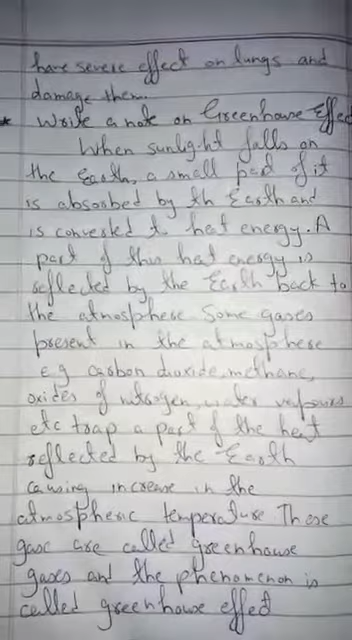 have severe effect on lungs and
damage them.
* Write a note on Greenhouse Effec
When sunlight falls on
the Earth, a small part of it
is absorbed by th Earth and
is converted to heat energy. A
part of this heat energy is
reflected by the Earth back to
the atmosphere Some gases
present in the atmosphere
e.g carbon dioxide, methane,
oxides of nitrogen, water vapours
etc trap a part of the heat
reflected by the Earth
causing increase in the
atmospheric temperature These
gase are called greenhouse
gases and the phenomenon is
called greenhouse effect